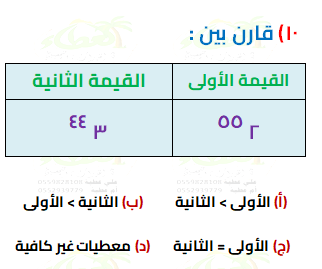 ١٠) قارن بين :
القيمة الأولى القيمة الثانية
٢ ٥٥ ٣ ٤٤
(أ) الأولى > الثانية (ب) الثانية > الأولى
(ج) الأولى = الثانية (د) معطيات غير كافية